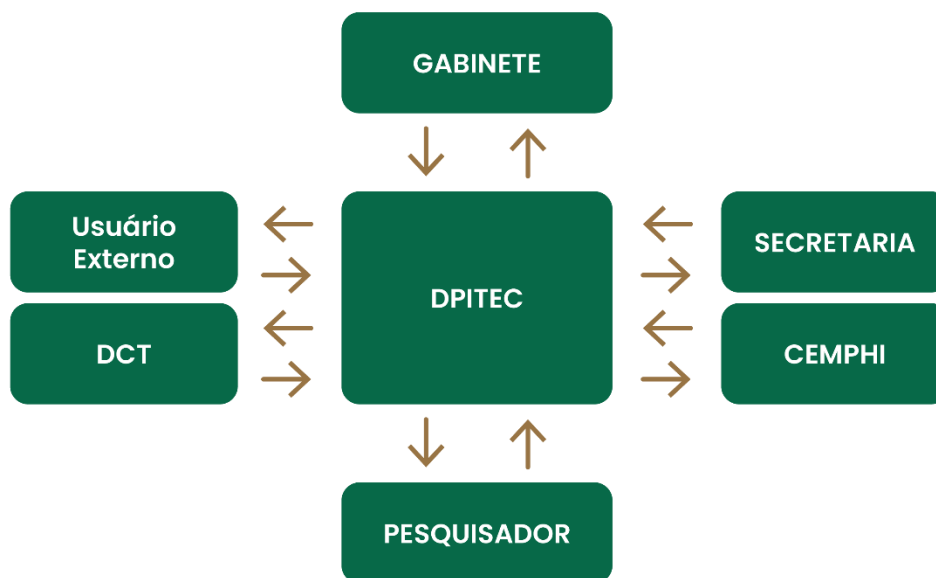 GABINETE
Usuário
Externo
DPITEC
SECRETARIA
DCT
CEMPHI
PESQUISADOR